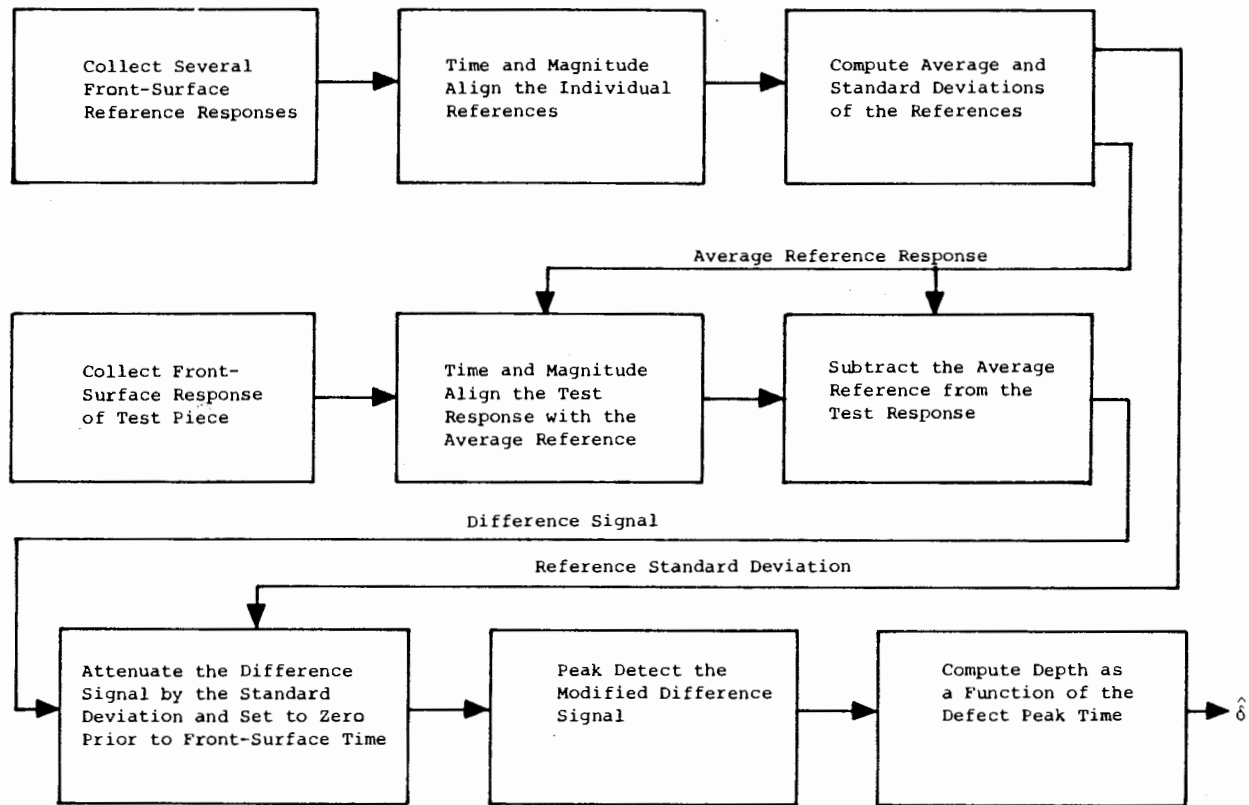 Collect Several
Front-Surface
Reference Responses
Time and Magnitude
Align the Individual
References
Compute Average and
Standard Deviations
of the References
Average Reference Response
Collect Front-
Surface Response
of Test Piece
Time and Magnitude
Align the Test
Response with the
Average Reference
Subtract the Average
Reference from the
Test Response
Difference Signal
Reference Standard Deviation
Attenuate the Difference
Signal by the Standard
Deviation and Set to Zero
Prior to Front-Surface Time
Peak Detect the
Modified Difference
Signal
Compute Depth as
a Function of the
Defect Peak Time
δ̂